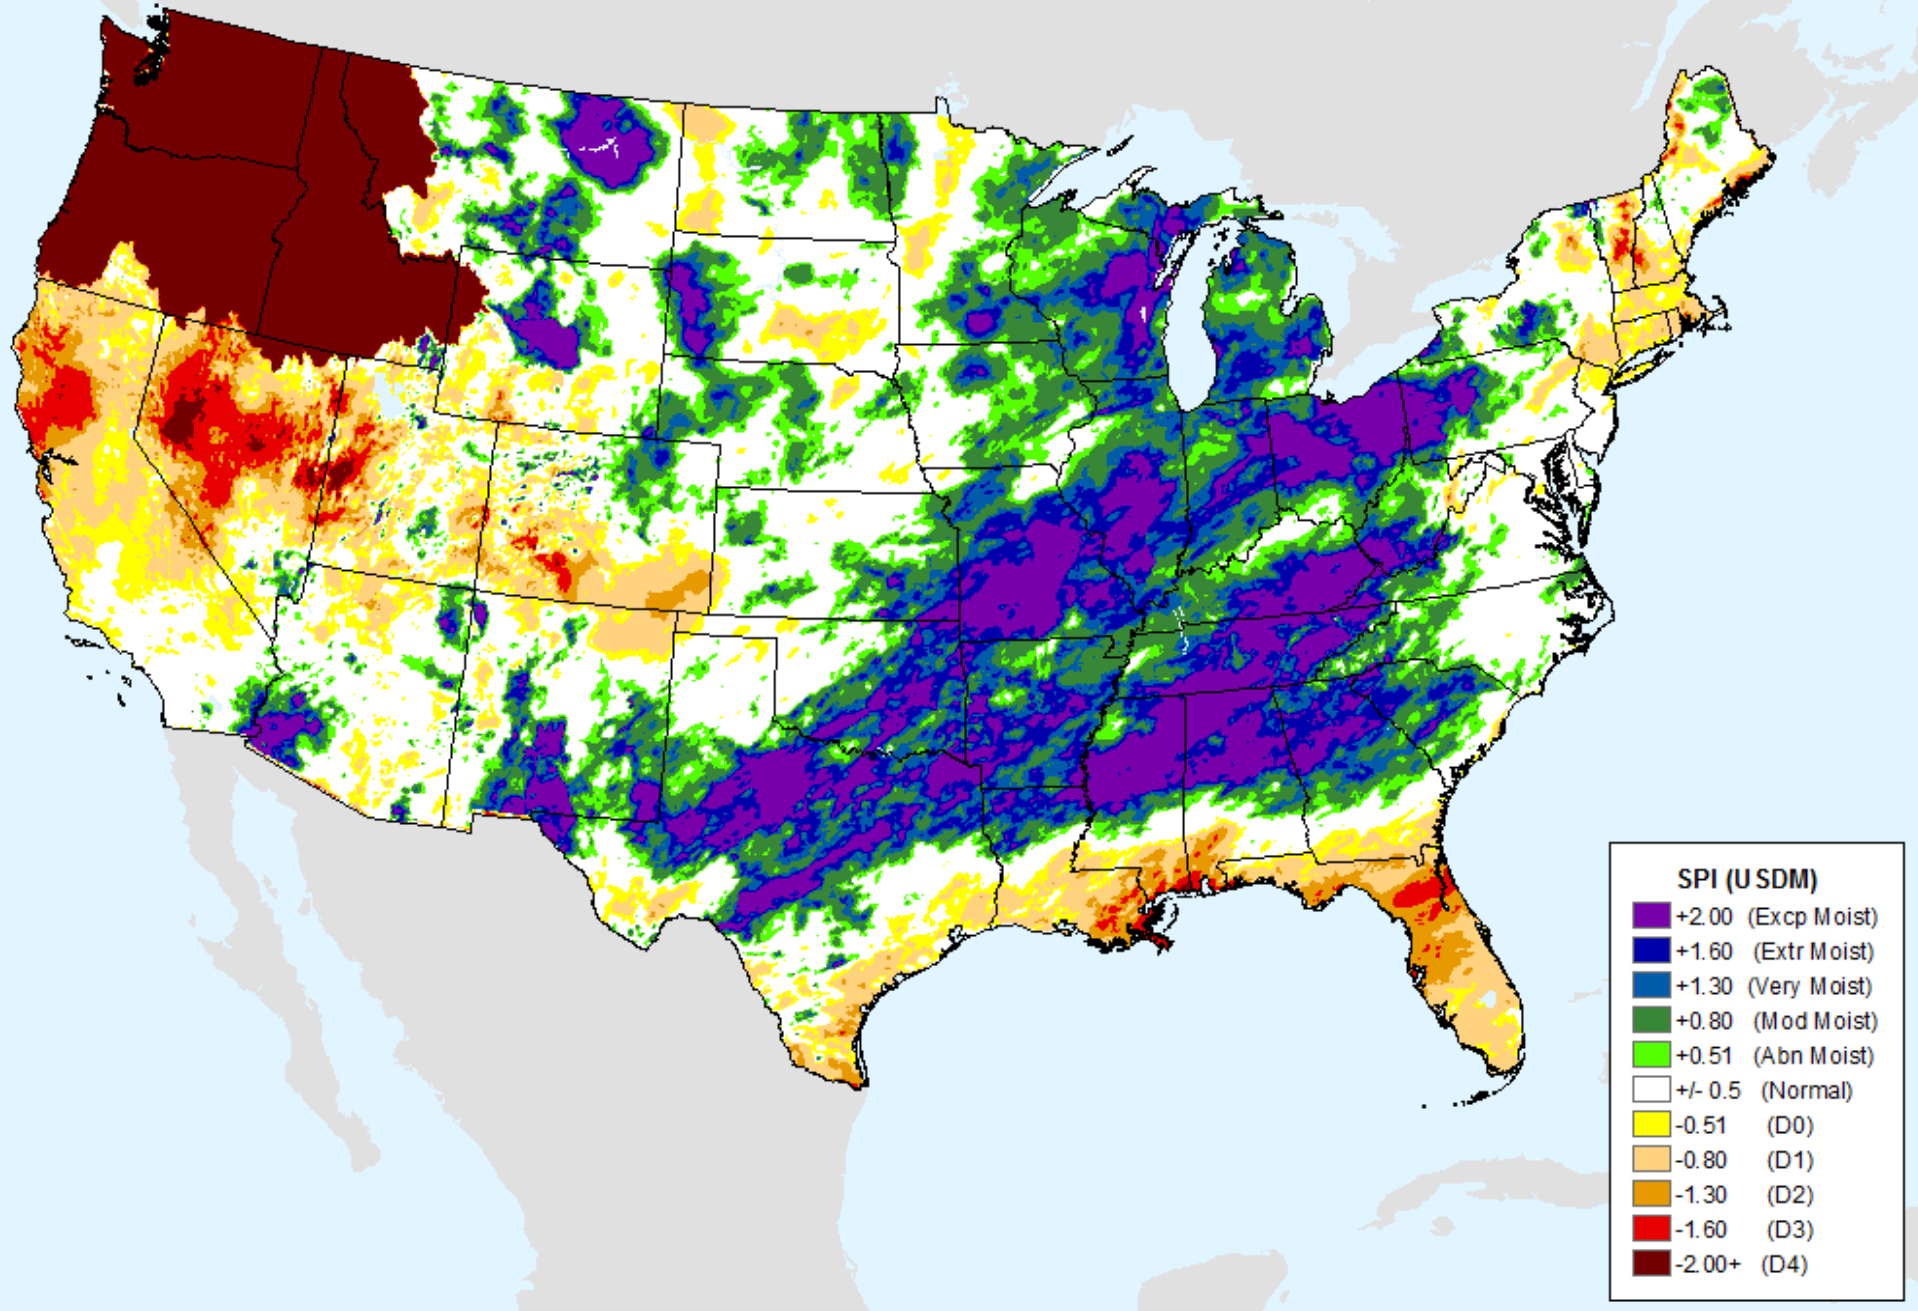 SPI (USDM)
+2.00 (Excp Moist)
+1.60 (Extr Moist)
+1.30 (Very Moist)
+0.80 (Mod Moist)
+0.51 (Abn Moist)
+/- 0.5 (Normal)
-0.51 (D0)
-0.80 (D1)
-1.30 (D2)
-1.60 (D3)
-2.00+ (D4)